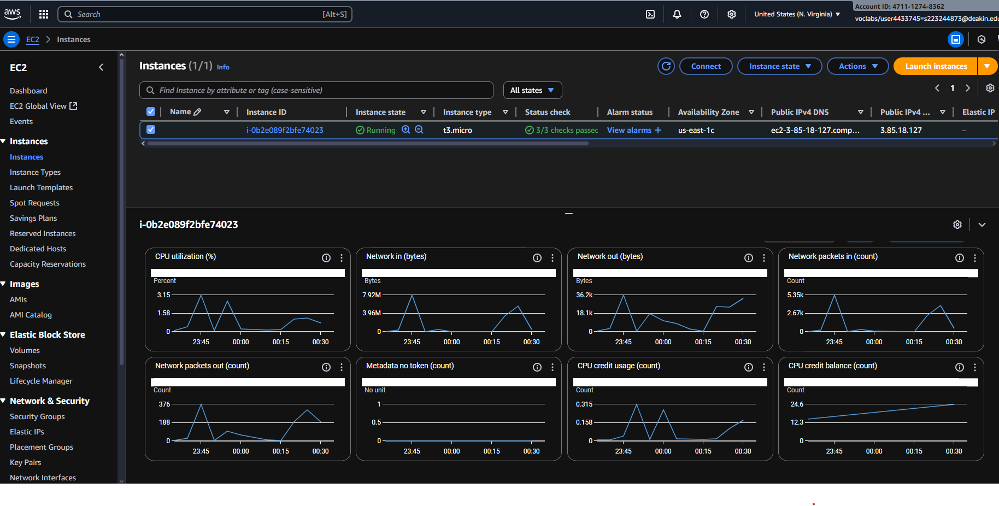 aws
Search [Alt+S]
United States (N. Virginia)
Account ID: 4711-1274-8362
voclabs/user4433745=s223244873@deakin.edu
EC2 > Instances
EC2
Dashboard
EC2 Global View
Events
Instances
Instances
Instance Types
Launch Templates
Spot Requests
Savings Plans
Reserved Instances
Dedicated Hosts
Capacity Reservations
Images
AMIs
AMI Catalog
Elastic Block Store
Volumes
Snapshots
Lifecycle Manager
Network & Security
Security Groups
Elastic IPs
Placement Groups
Key Pairs
Network Interfaces
Instances (1/1) Info
Connect
Instance state
Actions
Launch instances
Find Instance by attribute or tag (case-sensitive)
All states
1
Name Instance ID Instance state Instance type Status check Alarm status Availability Zone Public IPv4 DNS Public IPv4 ... Elastic IP
i-0b2e089f2bfe74023 Running t3.micro 3/3 checks passec View alarms + us-east-1c ec2-3-85-18-127.comp... 3.85.18.127 –
i-0b2e089f2bfe74023
CPU utilization (%)
Percent
3.15
1.58
0
23:45 00:00 00:15 00:30
Network in (bytes)
Bytes
7.92M
3.96M
0
23:45 00:00 00:15 00:30
Network out (bytes)
Bytes
36.2k
18.1k
0
23:45 00:00 00:15 00:30
Network packets in (count)
Count
5.35k
2.67k
0
23:45 00:00 00:15 00:30
Network packets out (count)
Count
376
188
0
23:45 00:00 00:15 00:30
Metadata no token (count)
No unit
1
0.5
0
23:45 00:00 00:15 00:30
CPU credit usage (count)
Count
0.315
0.158
0
23:45 00:00 00:15 00:30
CPU credit balance (count)
Count
24.6
12.3
0
23:45 00:00 00:15 00:30